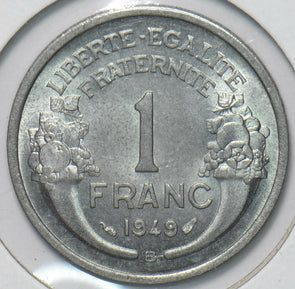 LIBERTE·EGALITE
FRATERNITE
1
FRANC
1949
B